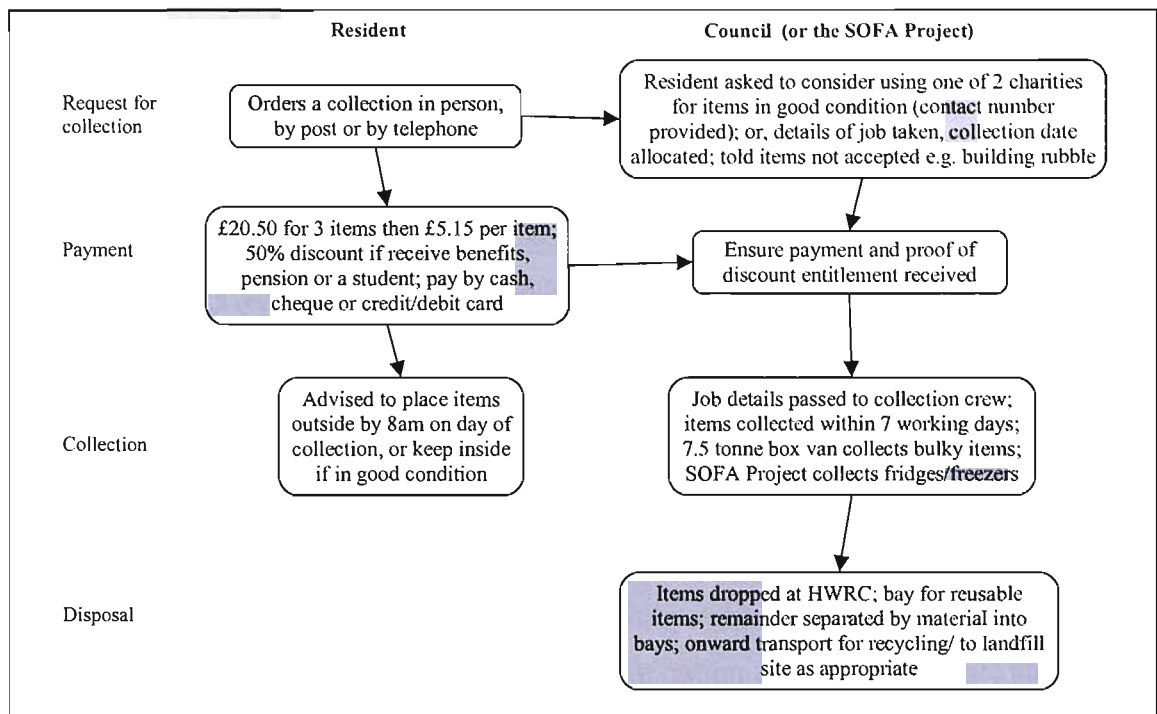 Resident
Council (or the SOFA Project)
Request for
collection
Orders a collection in person,
by post or by telephone
Resident asked to consider using one of 2 charities
for items in good condition (contact number
provided); or, details of job taken, collection date
allocated; told items not accepted e.g. building rubble
Payment
£20.50 for 3 items then £5.15 per item;
50% discount if receive benefits,
pension or a student; pay by cash,
cheque or credit/debit card
Ensure payment and proof of
discount entitlement received
Collection
Advised to place items
outside by 8am on day of
collection, or keep inside
if in good condition
Job details passed to collection crew;
items collected within 7 working days;
7.5 tonne box van collects bulky items;
SOFA Project collects fridges/freezers
Disposal
Items dropped at HWRC; bay for reusable
items; remainder separated by material into
bays; onward transport for recycling/ to landfill
site as appropriate